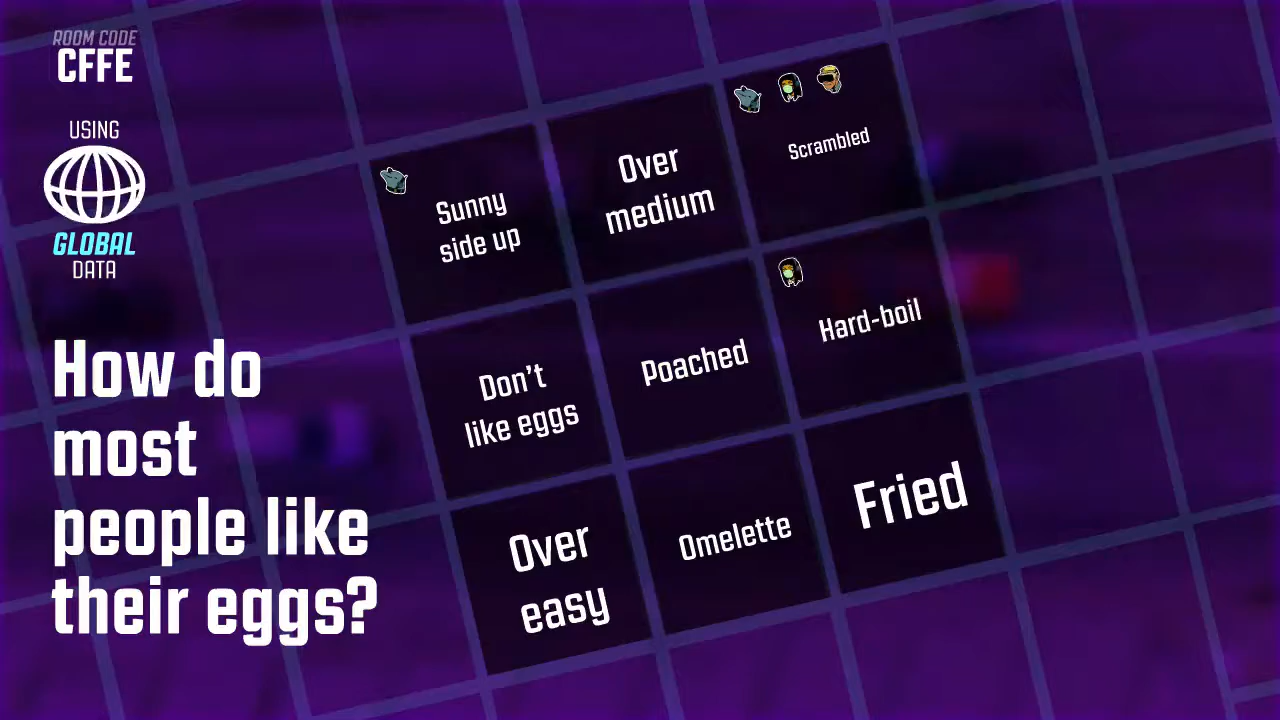 ROOM CODE
CFFE
USING
GLOBAL
DATA
How do
most
people like
their eggs?
Sunny
side up
Over
medium
Scrambled
Don't
like eggs
Poached
Hard-boil
Over
easy
Omelette
Fried